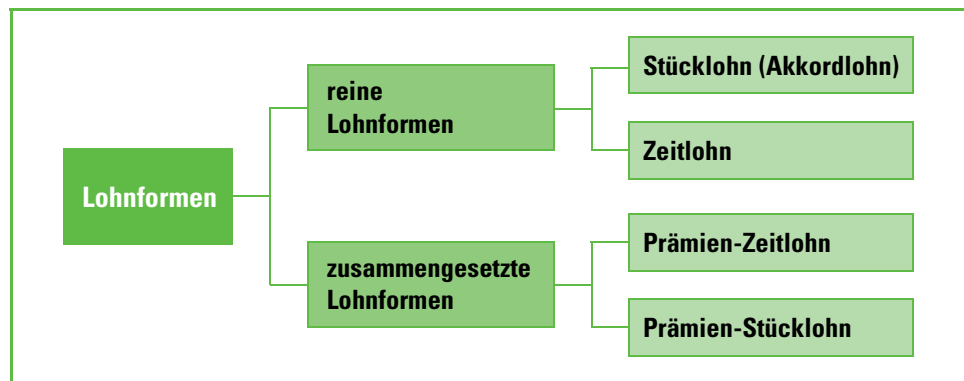 Lohnformen
reine
Lohnformen
Stücklohn (Akkordlohn)
Zeitlohn
zusammengesetzte
Lohnformen
Prämien-Zeitlohn
Prämien-Stücklohn